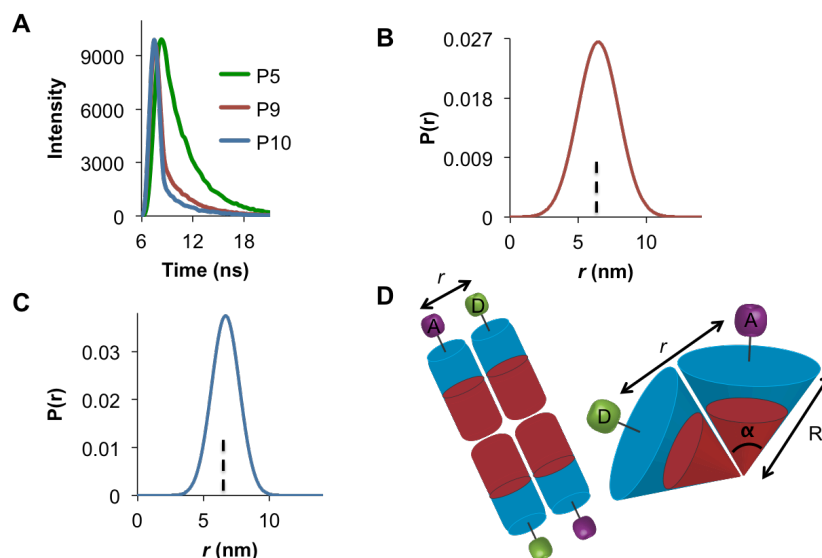 A
Intensity
9000
6000
3000
0
6
12
18
Time (ns)
P5
P9
P10
B
P(r)
0.027
0.018
0.009
0
0
5
10
r (nm)
C
P(r)
0.03
0.02
0.01
0
0
5
10
r (nm)
D
r
A
D
r
A
D
α
R